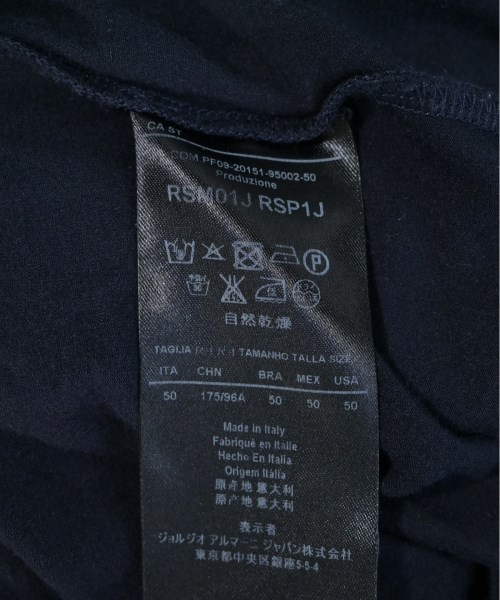 CA ST
COM PF09-20151-95002-50
Produzione
RSM01J RSP1J
P
自然乾燥
TAGLIA TAMANHO TALLA SIZE
ITA CHN BRA MEX USA
50 175/96A 50 50 50
Made in Italy
Fabriqué en Italie
Hecho En Italia
Origem Itália
原产地意大利
原產地意大利
表示者
ジョルジオ アルマーニ ジャパン株式会社
東京都中央区銀座5-5-4